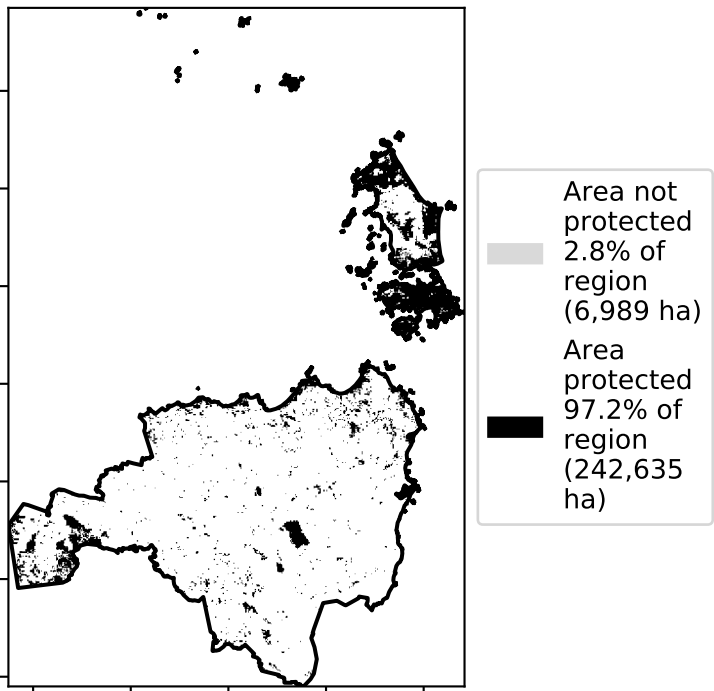 Area not
protected
2.8% of
region
(6,989 ha)
Area
protected
97.2% of
region
(242,635
ha)